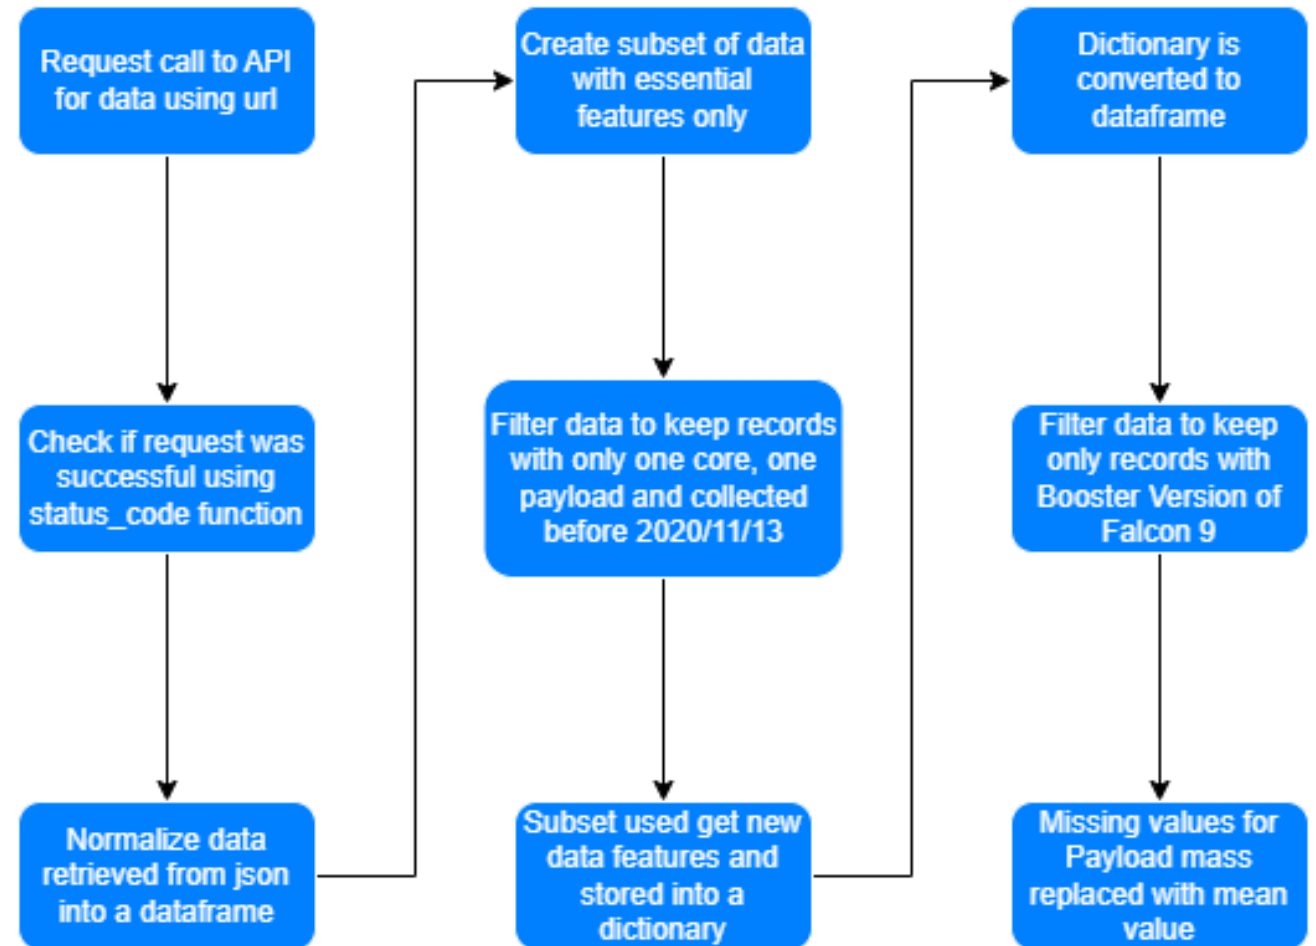 Request call to API
for data using url
Check if request was
successful using
status_code function
Normalize data
retrieved from json
into a dataframe
Create subset of data
with essential
features only
Filter data to keep records
with only one core, one
payload and collected
before 2020/11/13
Subset used get new
data features and
stored into a
dictionary
Dictionary is
converted to
dataframe
Filter data to keep
only records with
Booster Version of
Falcon 9
Missing values for
Payload mass
replaced with mean
value